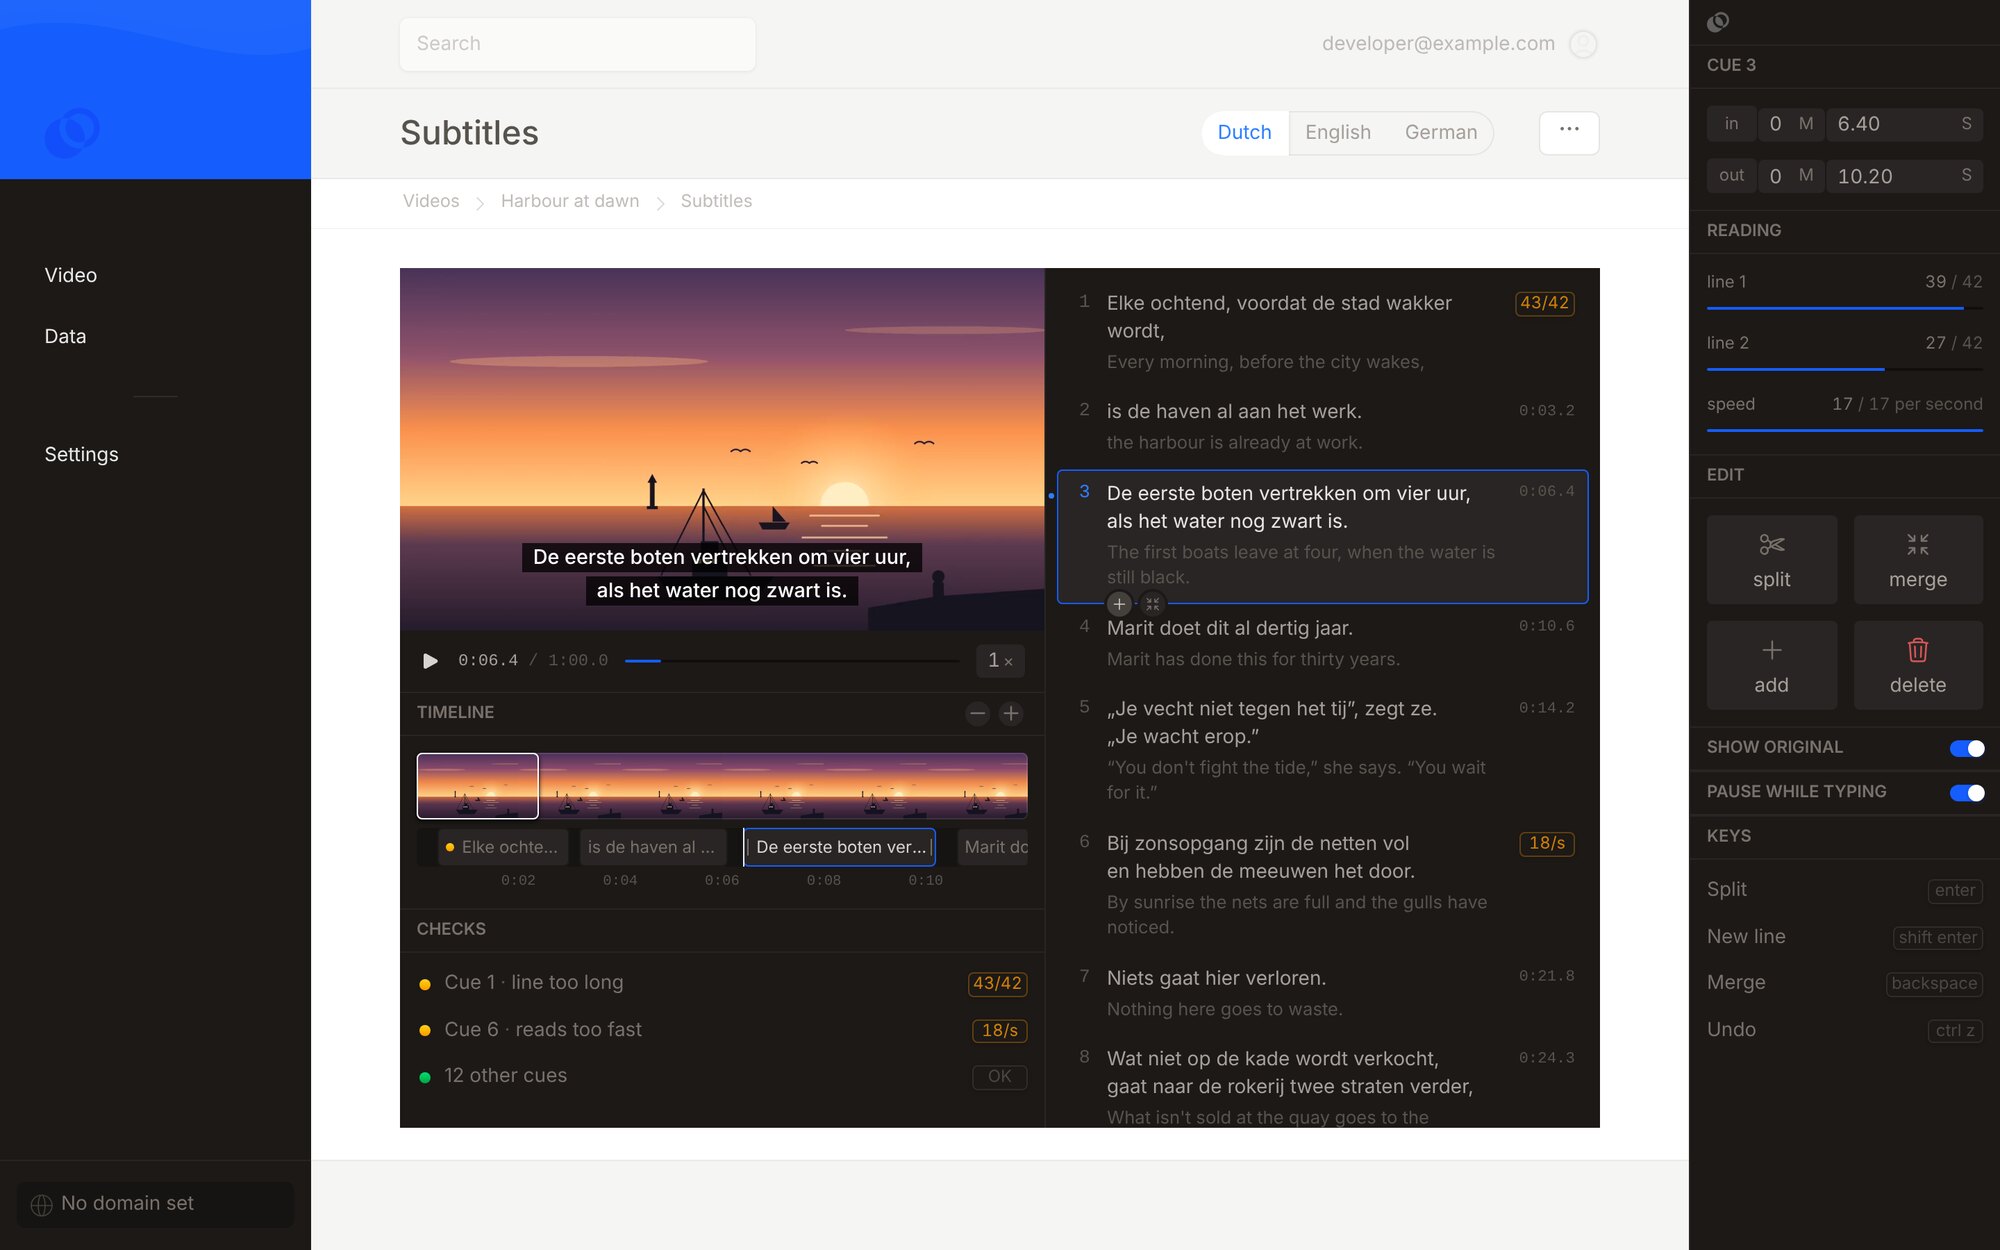 Search
developer@example.com
Subtitles
Dutch
English
German
...
Videos
Harbour at dawn
Subtitles
Video
Data
Settings
No domain set
De eerste boten vertrekken om vier uur,
als het water nog zwart is.
0:06.4 / 1:00.0
1×
TIMELINE
Elke ochte...
is de haven al ...
De eerste boten ver...
Marit do
0:02
0:04
0:06
0:08
0:10
CHECKS
Cue 1 · line too long
43/42
Cue 6 · reads too fast
18/s
12 other cues
OK
1
Elke ochtend, voordat de stad wakker
wordt,
43/42
Every morning, before the city wakes,
2
is de haven al aan het werk.
0:03.2
the harbour is already at work.
3
De eerste boten vertrekken om vier uur,
als het water nog zwart is.
0:06.4
The first boats leave at four, when the water is
still black.
4
Marit doet dit al dertig jaar.
0:10.6
Marit has done this for thirty years.
5
„Je vecht niet tegen het tij”, zegt ze.
„Je wacht erop.”
0:14.2
“You don't fight the tide,” she says. “You wait
for it.”
6
Bij zonsopgang zijn de netten vol
en hebben de meeuwen het door.
18/s
By sunrise the nets are full and the gulls have
noticed.
7
Niets gaat hier verloren.
0:21.8
Nothing here goes to waste.
8
Wat niet op de kade wordt verkocht,
gaat naar de rokerij twee straten verder,
0:24.3
What isn't sold at the quay goes to the
CUE 3
in 0 M 6.40 S
out 0 M 10.20 S
READING
line 1 39 / 42
line 2 27 / 42
speed 17 / 17 per second
EDIT
split
merge
add
delete
SHOW ORIGINAL
PAUSE WHILE TYPING
KEYS
Split enter
New line shift enter
Merge backspace
Undo ctrl z